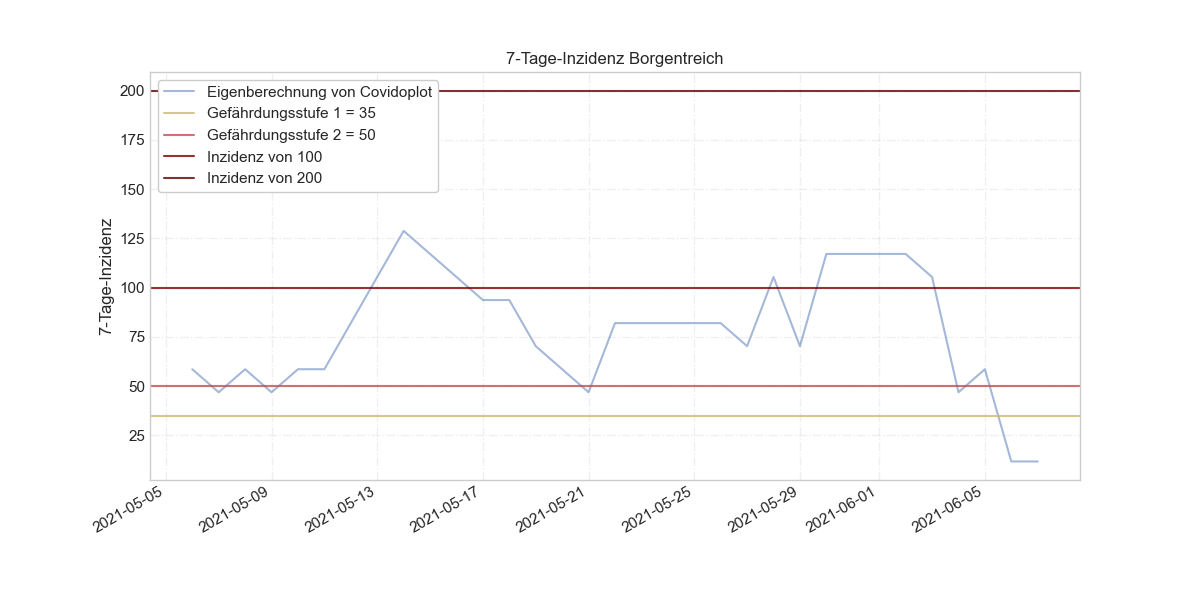 7-Tage-Inzidenz Borgentreich
Eigenberechnung von Covidoplot
Gefährdungsstufe 1 = 35
Gefährdungsstufe 2 = 50
Inzidenz von 100
Inzidenz von 200
7-Tage-Inzidenz
200
175
150
125
100
75
50
25
2021-05-05
2021-05-09
2021-05-13
2021-05-17
2021-05-21
2021-05-25
2021-05-29
2021-06-01
2021-06-05